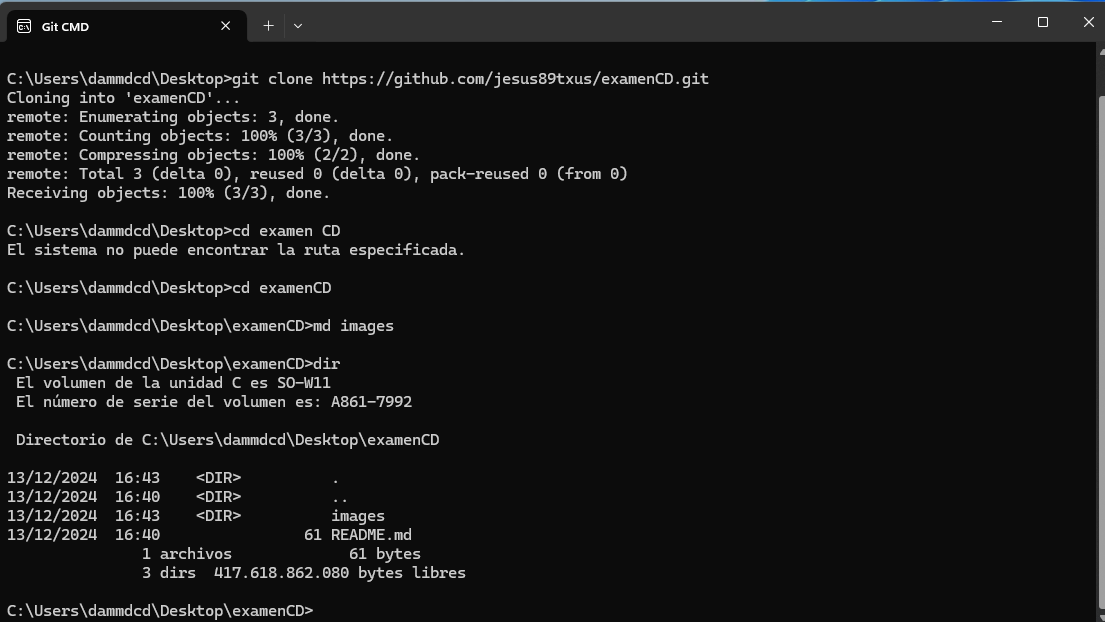 Git CMD
C:\Users\dammdcd\Desktop>git clone https://github.com/jesus89txus/examenCD.git
Cloning into 'examenCD'...
remote: Enumerating objects: 3, done.
remote: Counting objects: 100% (3/3), done.
remote: Compressing objects: 100% (2/2), done.
remote: Total 3 (delta 0), reused 0 (delta 0), pack-reused 0 (from 0)
Receiving objects: 100% (3/3), done.
C:\Users\dammdcd\Desktop>cd examen CD
El sistema no puede encontrar la ruta especificada.
C:\Users\dammdcd\Desktop>cd examenCD
C:\Users\dammdcd\Desktop\examenCD>md images
C:\Users\dammdcd\Desktop\examenCD>dir
El volumen de la unidad C es SO-W11
El número de serie del volumen es: A861-7992
Directorio de C:\Users\dammdcd\Desktop\examenCD
13/12/2024  16:43    <DIR>          .
13/12/2024  16:40    <DIR>          ..
13/12/2024  16:43    <DIR>          images
13/12/2024  16:40                61 README.md
1 archivos             61 bytes
3 dirs  417.618.862.080 bytes libres
C:\Users\dammdcd\Desktop\examenCD>